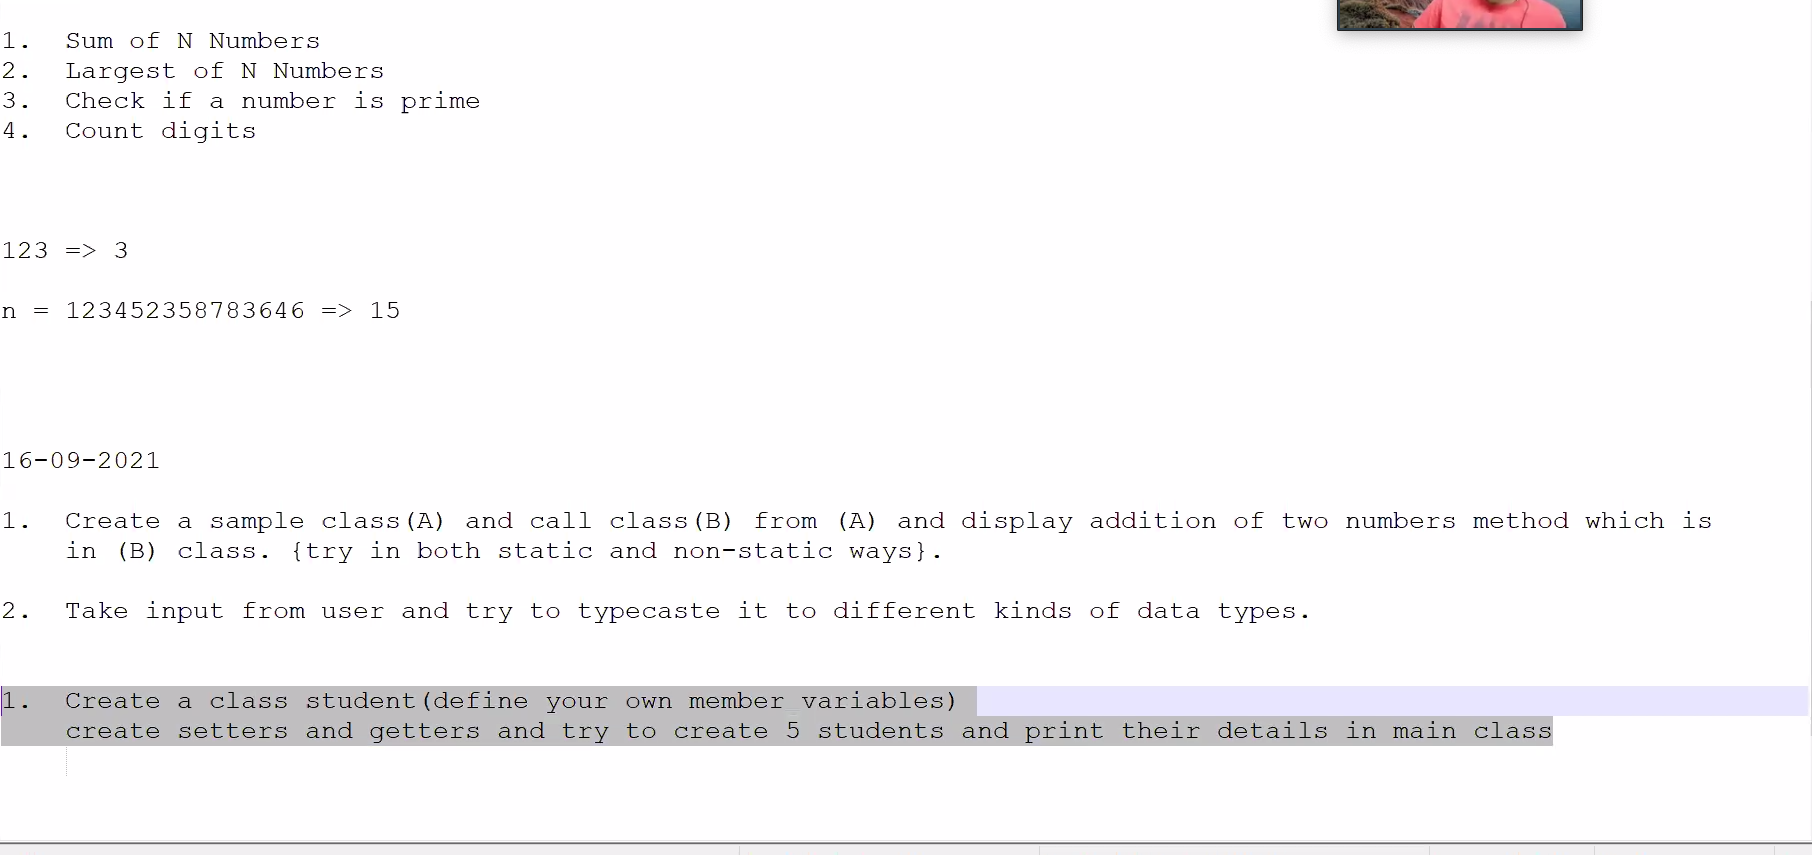 1. Sum of N Numbers
2. Largest of N Numbers
3. Check if a number is prime
4. Count digits
123 => 3
n = 123452358783646 => 15
16-09-2021
1. Create a sample class(A) and call class(B) from (A) and display addition of two numbers method which is
in (B) class. {try in both static and non-static ways}.
2. Take input from user and try to typecaste it to different kinds of data types.
1. Create a class student(define your own member variables)
create setters and getters and try to create 5 students and print their details in main class